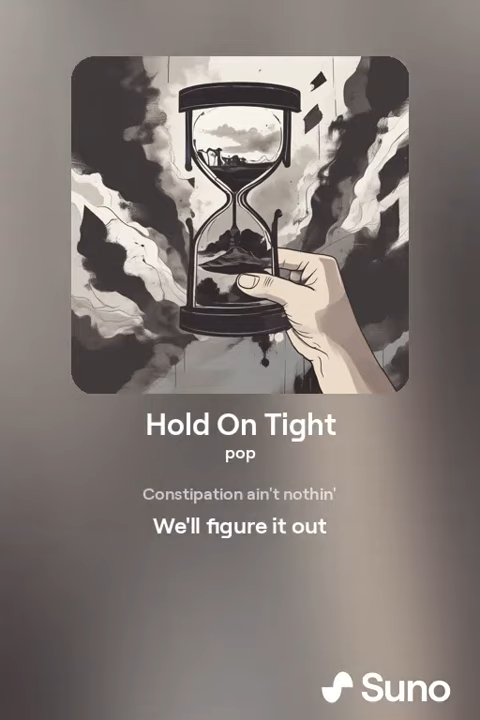 Hold On Tight
pop
Constipation ain't nothin'
We'll figure it out
Suno